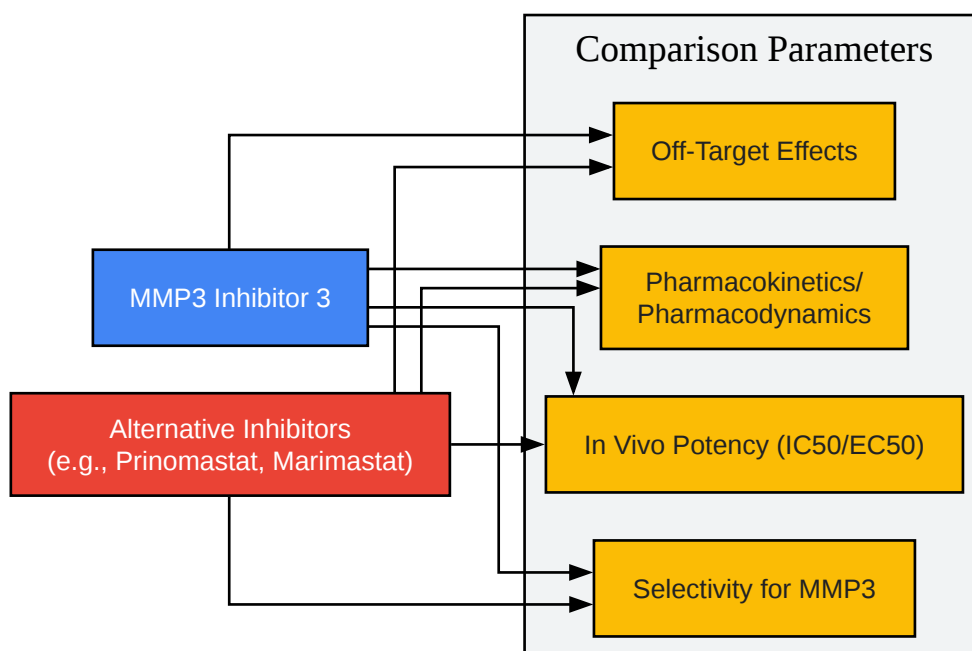 Comparison Parameters
Off-Target Effects
MMP3 Inhibitor 3
Pharmacokinetics/
Pharmacodynamics
Alternative Inhibitors
(e.g., Prinomastat, Marimastat)
In Vivo Potency (IC50/EC50)
Selectivity for MMP3